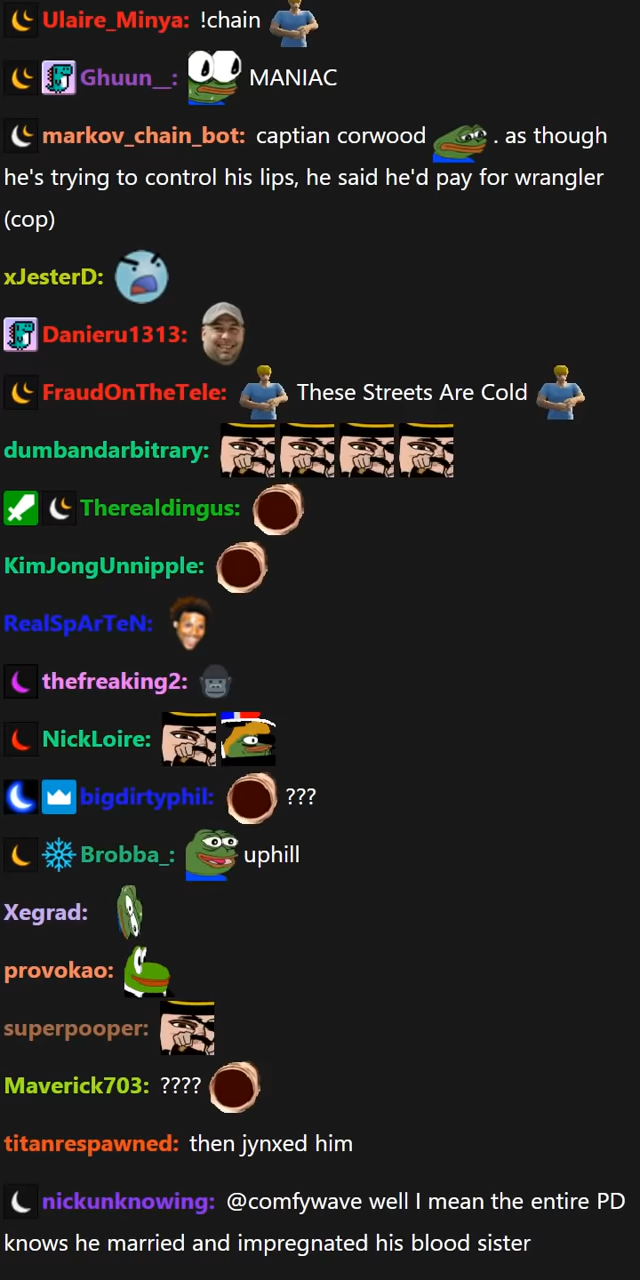 Ulaire_Minya: !chain
Ghuun__: MANIAC
markov_chain_bot: captian corwood . as though
he's trying to control his lips, he said he'd pay for wrangler
(cop)
xJesterD:
Danieru1313:
FraudOnTheTele: These Streets Are Cold
dumbandarbitrary:
Therealdingus:
KimJongUnnipple:
RealSpArTeN:
thefreaking2:
NickLoire:
bigdirtyphil: ???
Brobba_: uphill
Xegrad:
provokao:
superpooper:
Maverick703: ????
titanrespawned: then jynxed him
nickunknowing: @comfywave well I mean the entire PD
knows he married and impregnated his blood sister